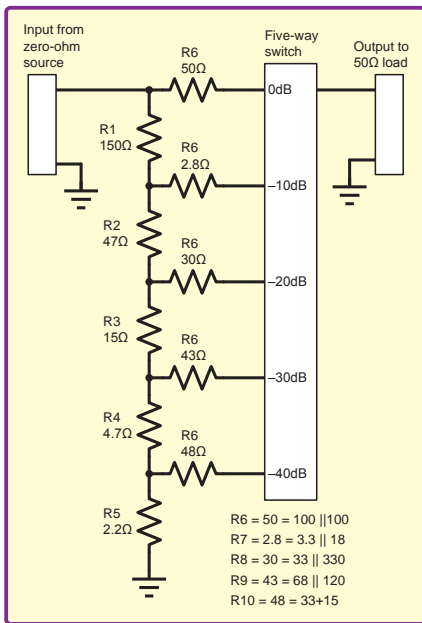 Input from
zero-ohm
source
Five-way
switch
Output to
50Ω load
R6
50Ω
0dB
R1
150Ω
R6
2.8Ω
–10dB
R2
47Ω
R6
30Ω
–20dB
R3
15Ω
R6
43Ω
–30dB
R4
4.7Ω
R6
48Ω
–40dB
R5
2.2Ω
R6 = 50 = 100 ||100
R7 = 2.8 = 3.3 || 18
R8 = 30 = 33 || 330
R9 = 43 = 68 || 120
R10 = 48 = 33+15